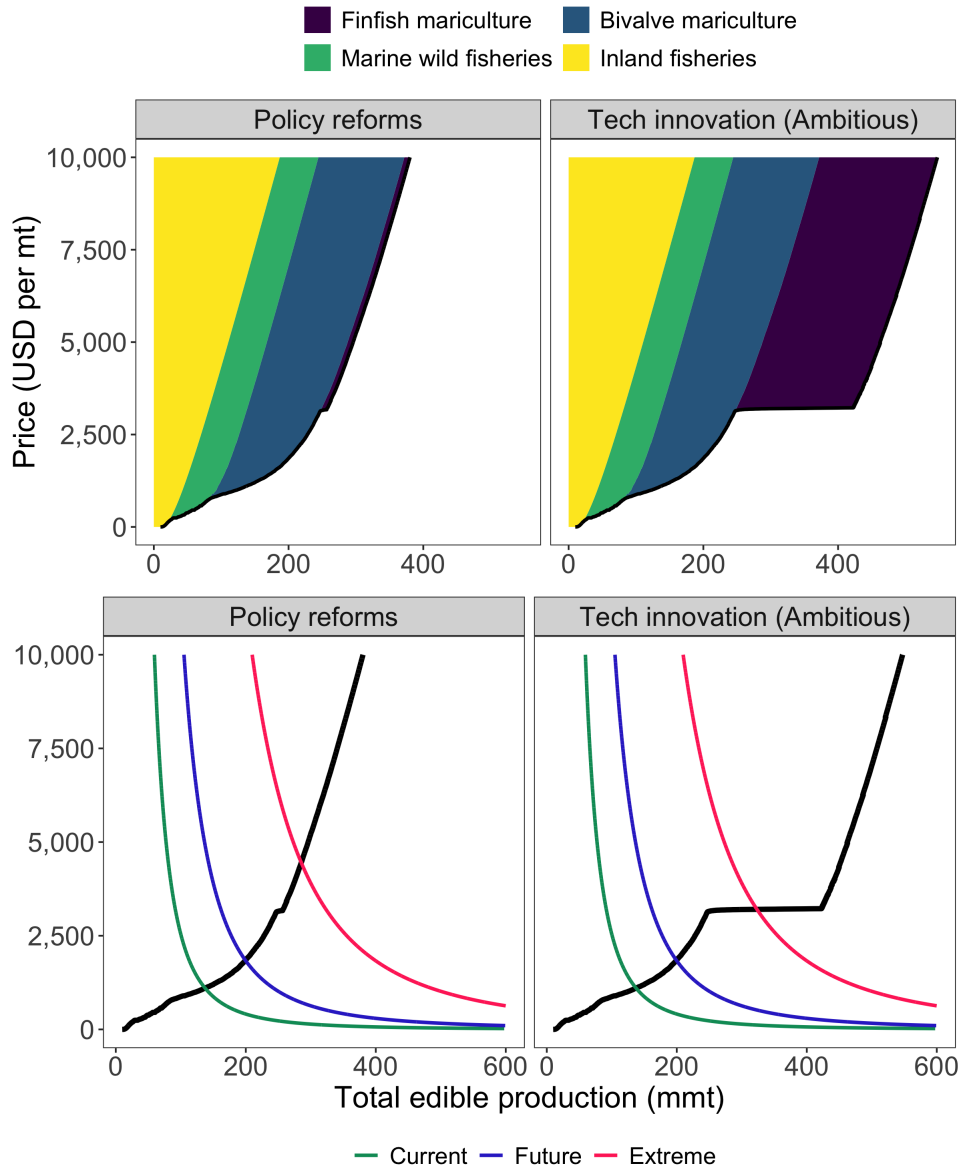 Finfish mariculture Bivalve mariculture
Marine wild fisheries Inland fisheries
Policy reforms Tech innovation (Ambitious)
Price (USD per mt)
10,000
7,500
5,000
2,500
0
0 200 400 0 200 400
Policy reforms Tech innovation (Ambitious)
10,000
7,500
5,000
2,500
0
0 200 400 600 0 200 400 600
Total edible production (mmt)
Current Future Extreme